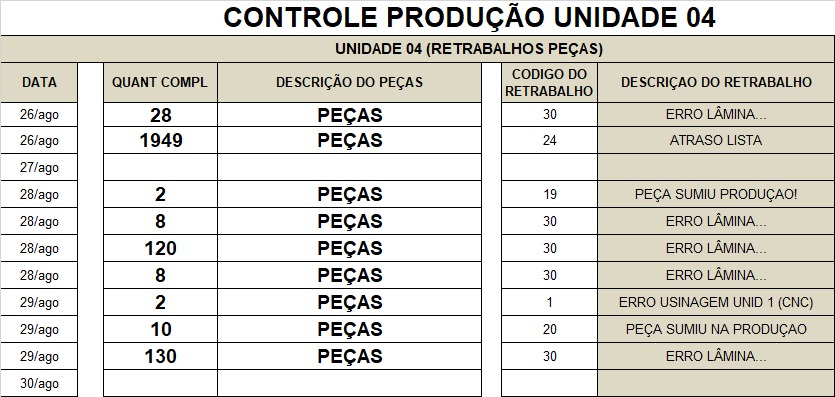 CONTROLE PRODUÇÃO UNIDADE 04
UNIDADE 04 (RETRABALHOS PEÇAS)
DATA QUANT COMPL DESCRIÇÃO DO PEÇAS CODIGO DO RETRABALHO DESCRIÇAO DO RETRABALHO
26/ago 28 PEÇAS 30 ERRO LÂMINA...
26/ago 1949 PEÇAS 24 ATRASO LISTA
27/ago
28/ago 2 PEÇAS 19 PEÇA SUMIU PRODUÇAO!
28/ago 8 PEÇAS 30 ERRO LÂMINA...
28/ago 120 PEÇAS 30 ERRO LÂMINA...
28/ago 8 PEÇAS 30 ERRO LÂMINA...
29/ago 2 PEÇAS 1 ERRO USINAGEM UNID 1 (CNC)
29/ago 10 PEÇAS 20 PEÇA SUMIU NA PRODUÇAO
29/ago 130 PEÇAS 30 ERRO LÂMINA...
30/ago